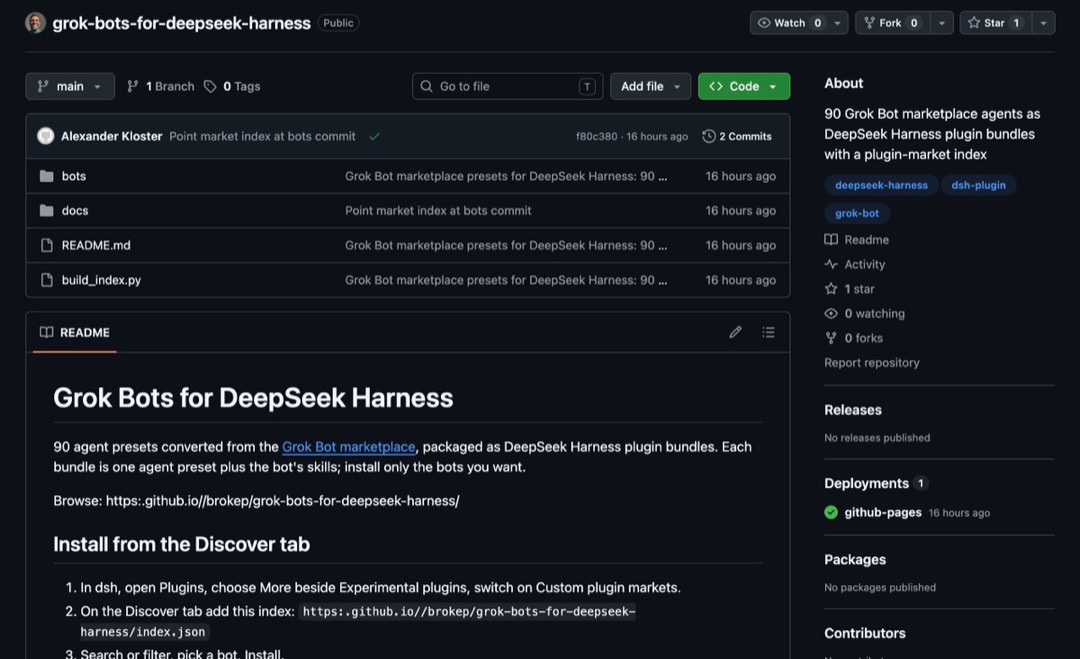 grok-bots-for-deepseek-harness Public
Watch 0
Fork 0
Star 1
main
1 Branch
0 Tags
Go to file
T
Add file
Code
Alexander Kloster Point market index at bots commit
f80c380 · 16 hours ago
2 Commits
bots Grok Bot marketplace presets for DeepSeek Harness: 90 ... 16 hours ago
docs Point market index at bots commit 16 hours ago
README.md Grok Bot marketplace presets for DeepSeek Harness: 90 ... 16 hours ago
build_index.py Grok Bot marketplace presets for DeepSeek Harness: 90 ... 16 hours ago
README
Grok Bots for DeepSeek Harness
90 agent presets converted from the Grok Bot marketplace, packaged as DeepSeek Harness plugin bundles. Each
bundle is one agent preset plus the bot's skills; install only the bots you want.
Browse: https:.github.io//brokep/grok-bots-for-deepseek-harness/
Install from the Discover tab
1. In dsh, open Plugins, choose More beside Experimental plugins, switch on Custom plugin markets.
2. On the Discover tab add this index: https:.github.io//brokep/grok-bots-for-deepseek-
harness/index.json
3. Search or filter, pick a bot, Install.
About
90 Grok Bot marketplace agents as
DeepSeek Harness plugin bundles
with a plugin-market index
deepseek-harness dsh-plugin
grok-bot
Readme
Activity
1 star
0 watching
0 forks
Report repository
Releases
No releases published
Deployments 1
github-pages 16 hours ago
Packages
No packages published
Contributors